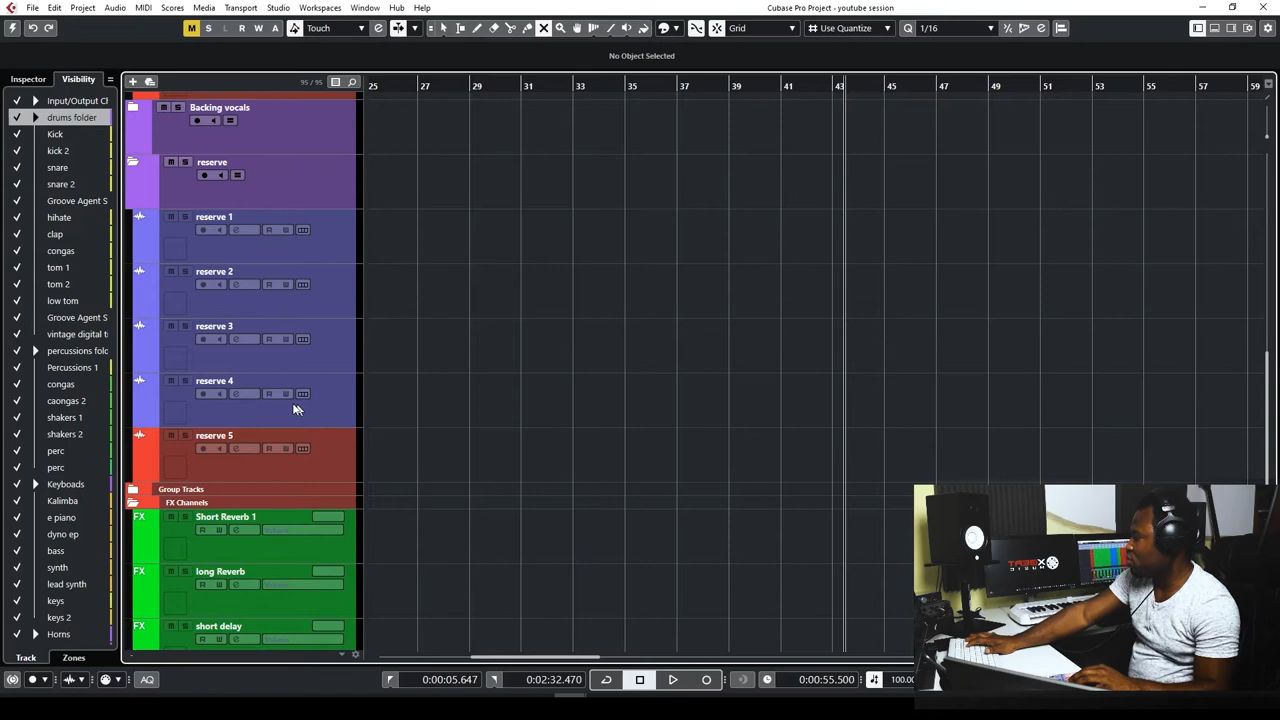 File Edit Project Audio MIDI Scores Media Transport Studio Workspaces Window Hub Help
Cubase Pro Project - youtube session
M S L R W A Touch Grid Use Quantize Q 1/16
No Object Selected
Inspector Visibility
95 / 95
25 27 29 31 33 35 37 39 41 43 45 47 49 51 53 55 57 59
Input/Output Cl
drums folder
Kick
kick 2
snare
snare 2
Groove Agent S
hihate
clap
congas
tom 1
tom 2
low tom
Groove Agent S
vintage digital ti
percussions fold
Percussions 1
congas
caongas 2
shakers 1
shakers 2
perc
perc
Keyboads
Kalimba
e piano
dyno ep
bass
synth
lead synth
keys
keys 2
Horns
Track Zones
M S Backing vocals
M S reserve
M S reserve 1
R W
M S reserve 2
R W
M S reserve 3
R W
M S reserve 4
R W
M S reserve 5
R W
Group Tracks
FX Channels
FX M S Short Reverb 1
R W
FX M S long Reverb
R W
FX M S short delay
R W
AQ
0:00:05.647
0:02:32.470
0:00:55.500
100.00